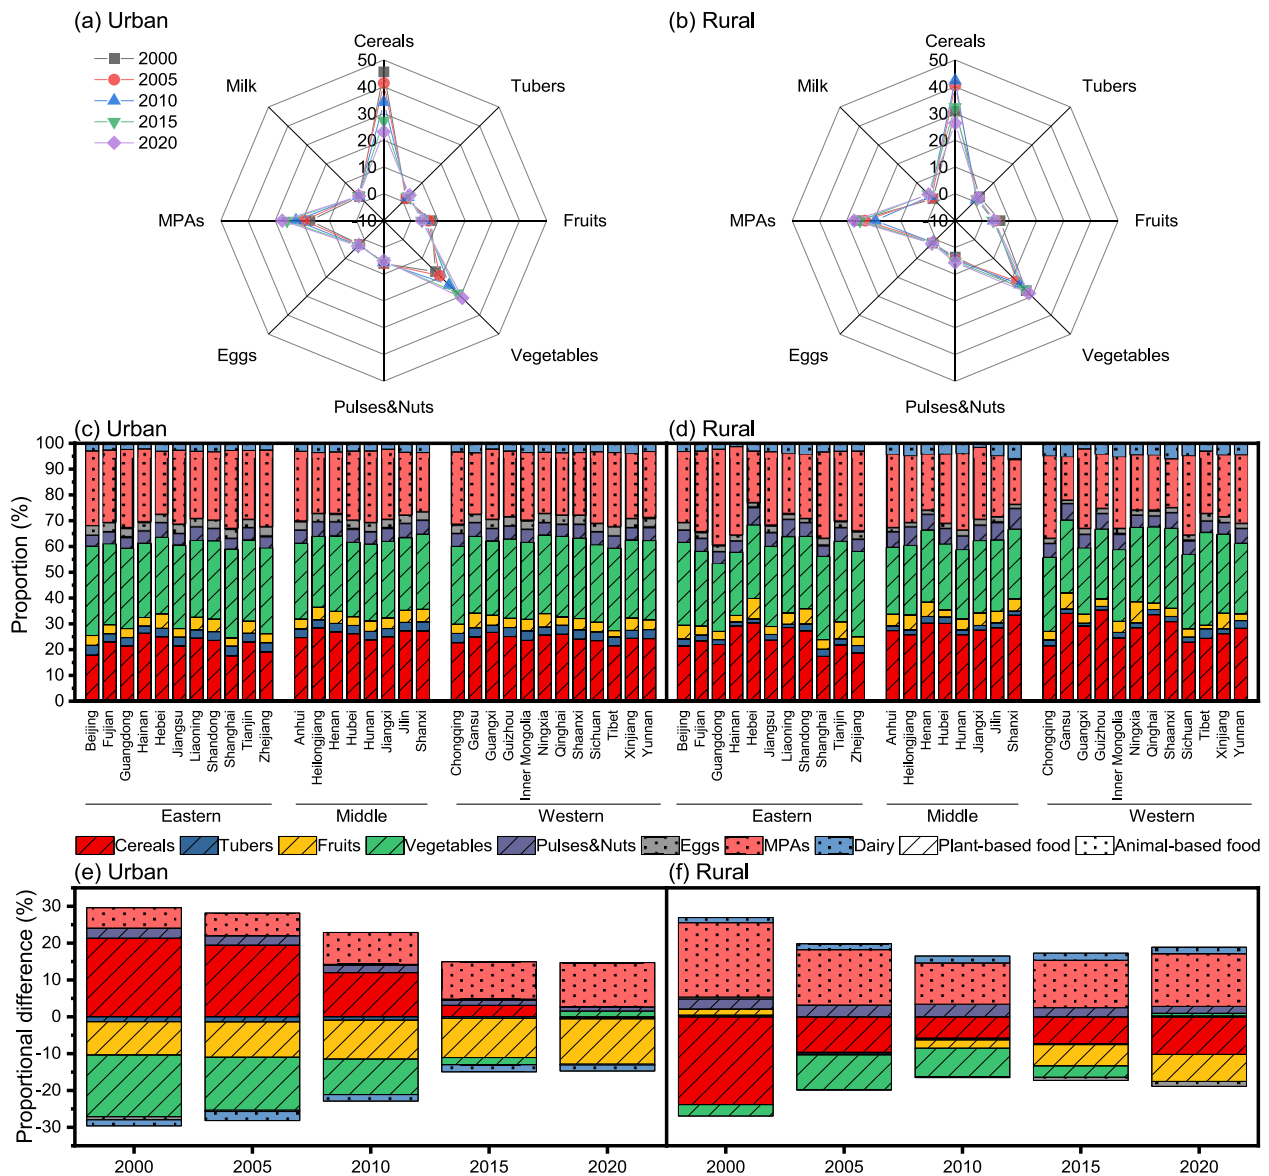 (a) Urban
(b) Rural
2000
2005
2010
2015
2020
Cereals
Tubers
Fruits
Vegetables
Pulses&Nuts
Eggs
MPAs
Milk
50
40
30
20
10
0
-10
Cereals
Tubers
Fruits
Vegetables
Pulses&Nuts
Eggs
MPAs
Milk
50
40
30
20
10
0
-10
(c) Urban
(d) Rural
Proportion (%)
100
90
80
70
60
50
40
30
20
10
0
Beijing
Fujian
Guangdong
Hainan
Hebei
Jiangsu
Liaoning
Shandong
Shanghai
Tianjin
Zhejiang
Anhui
Heilongjiang
Henan
Hubei
Hunan
Jiangxi
Jilin
Shanxi
Chongqing
Gansu
Guangxi
Guizhou
Inner Mongolia
Ningxia
Qinghai
Shaanxi
Sichuan
Tibet
Xinjiang
Yunnan
Beijing
Fujian
Guangdong
Hainan
Hebei
Jiangsu
Liaoning
Shandong
Shanghai
Tianjin
Zhejiang
Anhui
Heilongjiang
Henan
Hubei
Hunan
Jiangxi
Jilin
Shanxi
Chongqing
Gansu
Guangxi
Guizhou
Inner Mongolia
Ningxia
Qinghai
Shaanxi
Sichuan
Tibet
Xinjiang
Yunnan
Eastern Middle Western Eastern Middle Western
Cereals Tubers Fruits Vegetables Pulses&Nuts Eggs MPAs Dairy Plant-based food Animal-based food
(e) Urban
(f) Rural
Proportional difference (%)
30
20
10
0
-10
-20
-30
2000 2005 2010 2015 2020 2000 2005 2010 2015 2020